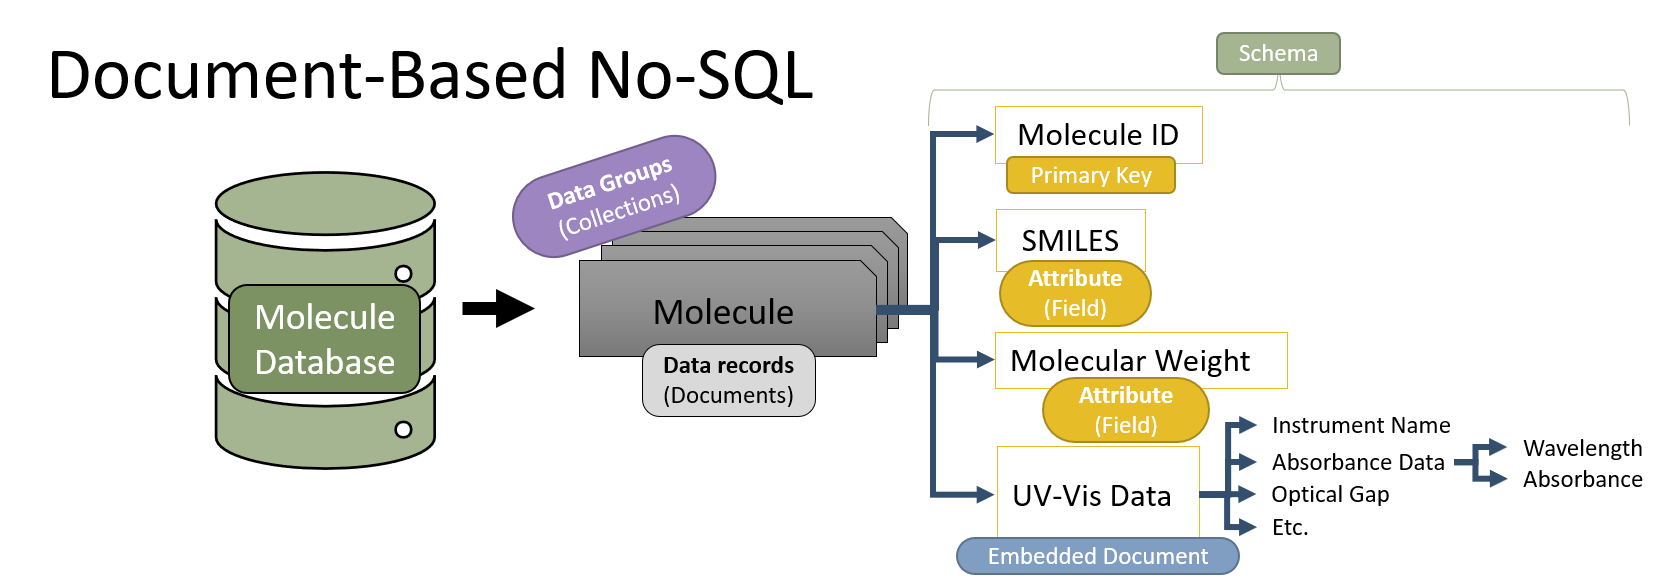 Document-Based No-SQL
Schema
Molecule
Database
Data Groups
(Collections)
Molecule
Data records
(Documents)
Molecule ID
Primary Key
SMILES
Attribute
(Field)
Molecular Weight
Attribute
(Field)
UV-Vis Data
Embedded Document
Instrument Name
Absorbance Data
Optical Gap
Etc.
Wavelength
Absorbance